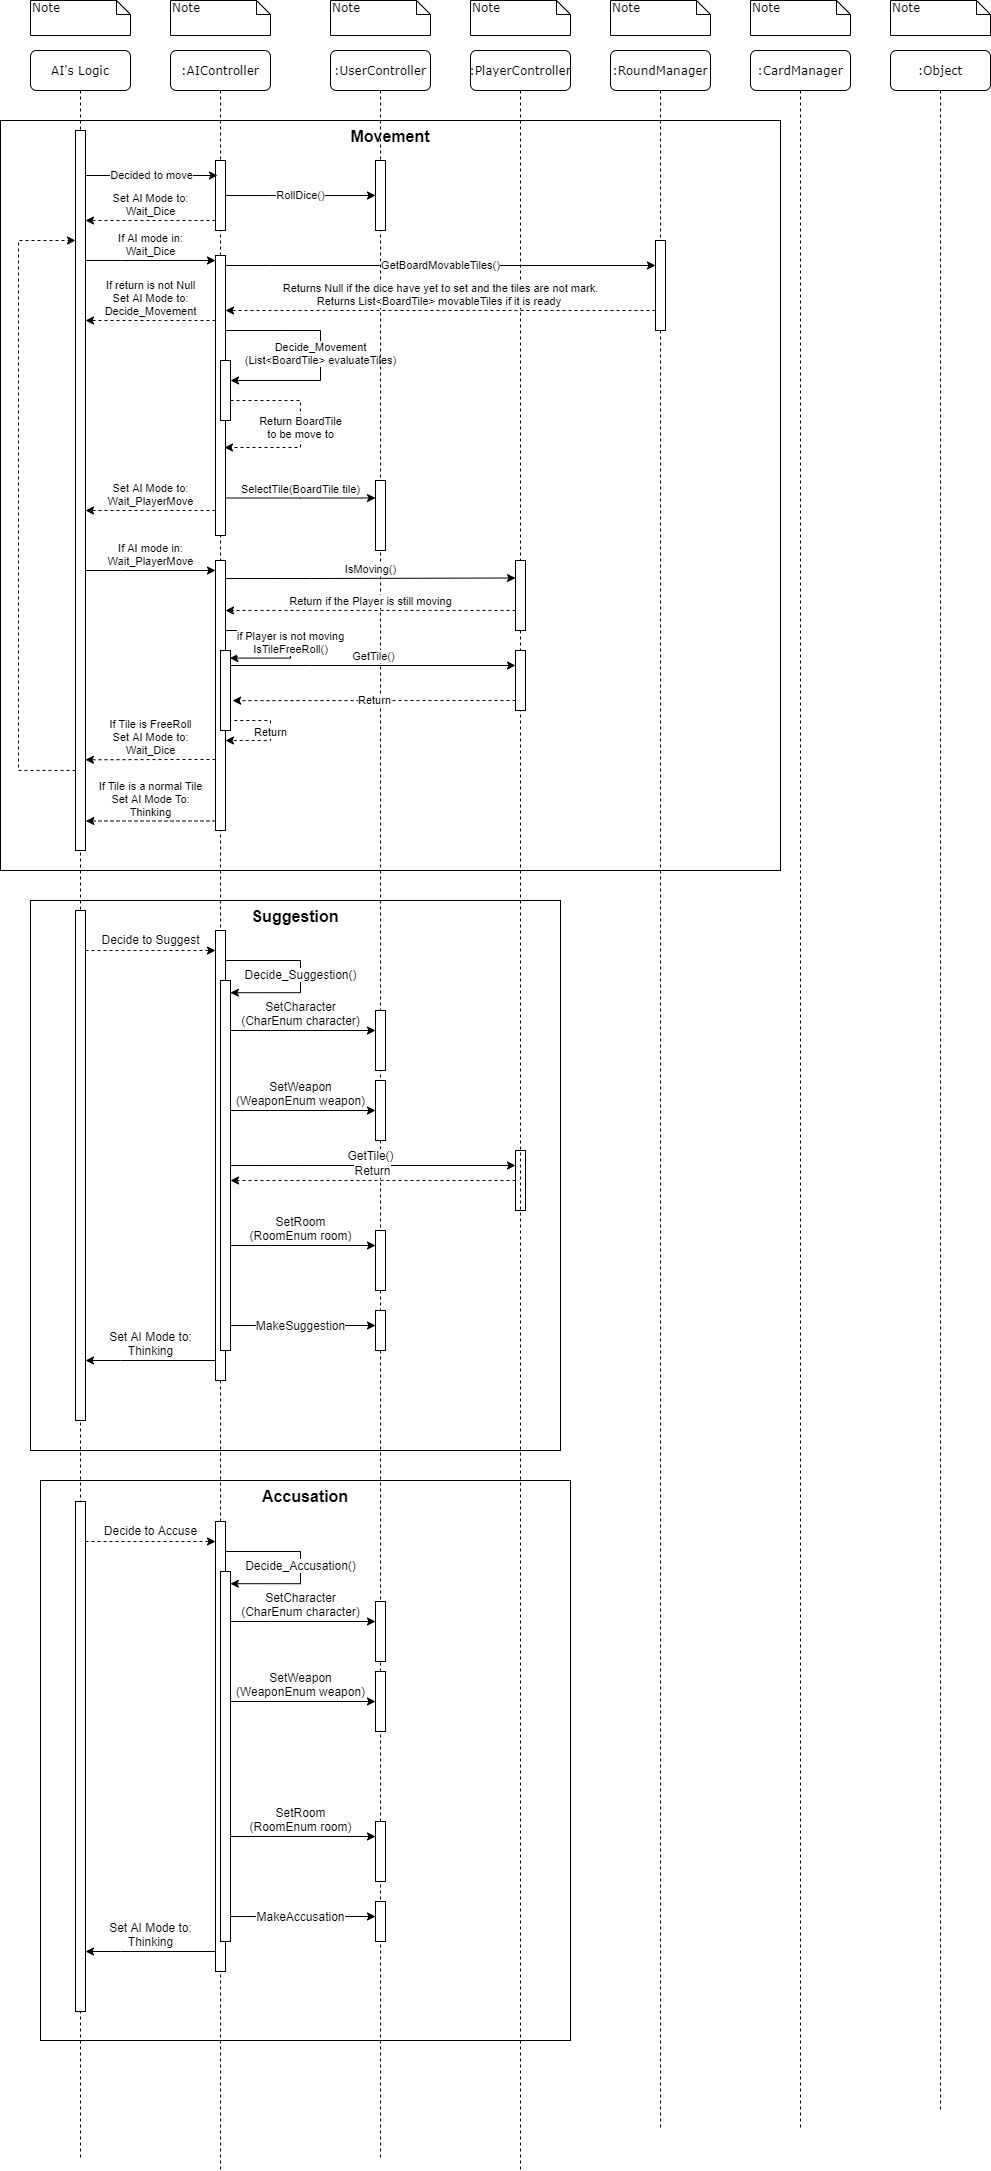 Note
Note
Note
Note
Note
Note
Note
AI's Logic
:AIController
:UserController
:PlayerController
:RoundManager
:CardManager
:Object
Movement
Decided to move
RollDice()
Set AI Mode to:
Wait_Dice
If AI mode in:
Wait_Dice
GetBoardMovableTiles()
If return is not Null
Set AI Mode to:
Decide_Movement
Returns Null if the dice have yet to set and the tiles are not mark.
Returns List<BoardTile> movableTiles if it is ready
Decide_Movement
(List<BoardTile> evaluateTiles)
Return BoardTile
to be move to
Set AI Mode to:
Wait_PlayerMove
SelectTile(BoardTile tile)
If AI mode in:
Wait_PlayerMove
IsMoving()
Return if the Player is still moving
if Player is not moving
IsTileFreeRoll()
GetTile()
Return
If Tile is FreeRoll
Set AI Mode to:
Wait_Dice
Return
If Tile is a normal Tile
Set AI Mode To:
Thinking
Suggestion
Decide to Suggest
Decide_Suggestion()
SetCharacter
(CharEnum character)
SetWeapon
(WeaponEnum weapon)
GetTile()
Return
SetRoom
(RoomEnum room)
MakeSuggestion
Set AI Mode to:
Thinking
Accusation
Decide to Accuse
Decide_Accusation()
SetCharacter
(CharEnum character)
SetWeapon
(WeaponEnum weapon)
SetRoom
(RoomEnum room)
MakeAccusation
Set AI Mode to:
Thinking